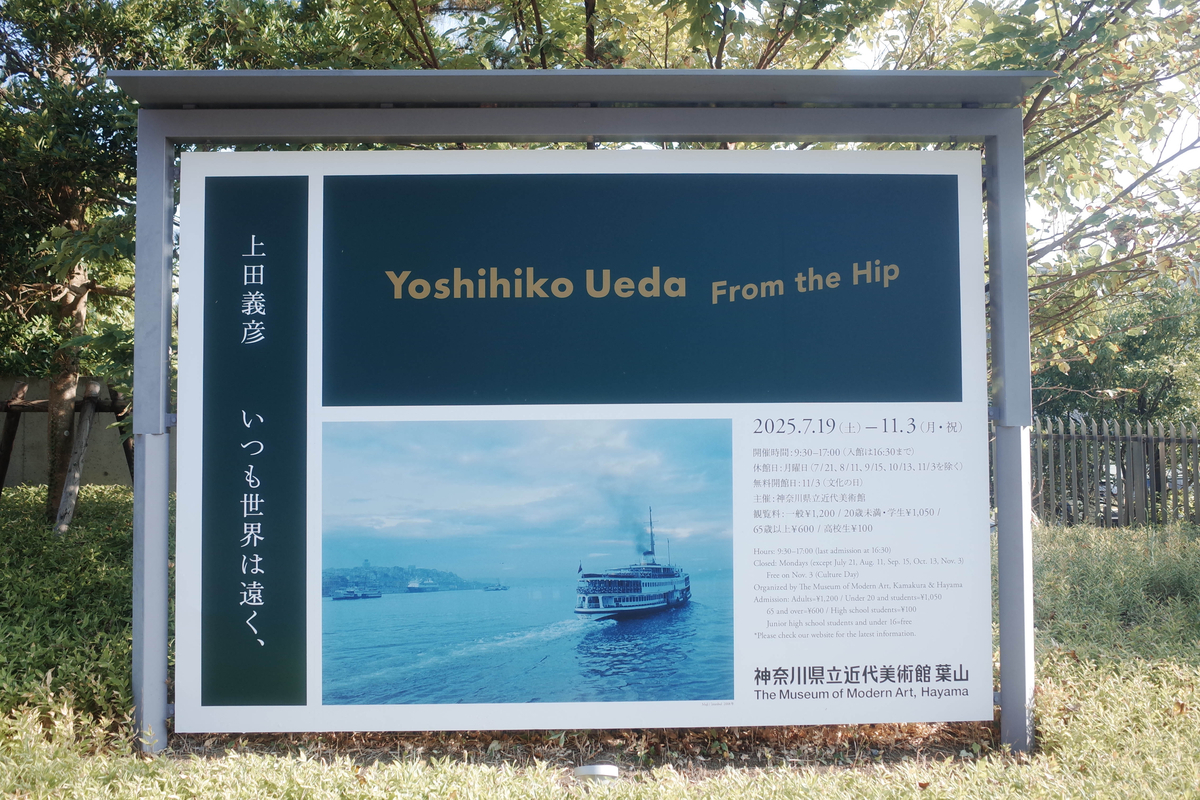 上田義彦 いつも世界は遠く、
Yoshihiko Ueda From the Hip
2025.7.19(土)—11.3(月・祝)
開催時間:9:30–17:00(入館は16:30まで)
休館日:月曜日(7/21, 8/11, 9/15, 10/13, 11/3を除く)
無料開館日:11/3(文化の日)
主催:神奈川県立近代美術館
観覧料:一般¥1,200 / 20歳未満・学生¥1,050 /
65歳以上¥600 / 高校生¥100
Hours: 9:30–17:00 (last admission at 16:30)
Closed: Mondays (except July 21, Aug. 11, Sep. 15, Oct. 13, Nov. 3)
Free on Nov. 3 (Culture Day)
Organized by The Museum of Modern Art, Kamakura & Hayama
Admission: Adults=¥1,200 / Under 20 and students=¥1,050
65 and over=¥600 / High school students=¥100
Junior high school students and under 16=free
*Please check our website for the latest information.
神奈川県立近代美術館 葉山
The Museum of Modern Art, Hayama